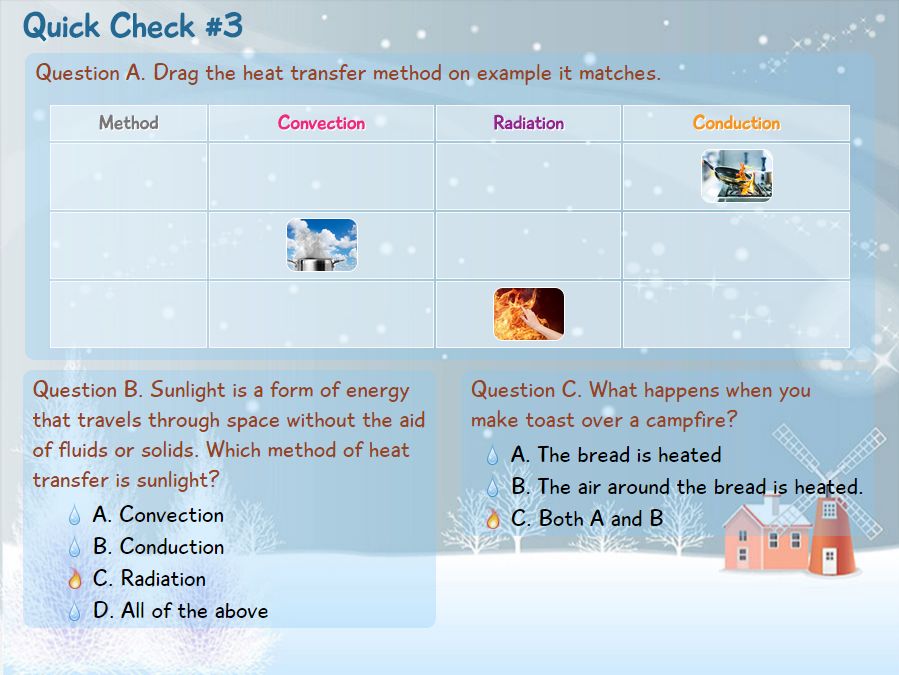 Quick Check #3
Question A. Drag the heat transfer method on example it matches.
Method Convection Radiation Conduction
Question B. Sunlight is a form of energy
that travels through space without the aid
of fluids or solids. Which method of heat
transfer is sunlight?
A. Convection
B. Conduction
C. Radiation
D. All of the above
Question C. What happens when you
make toast over a campfire?
A. The bread is heated
B. The air around the bread is heated.
C. Both A and B